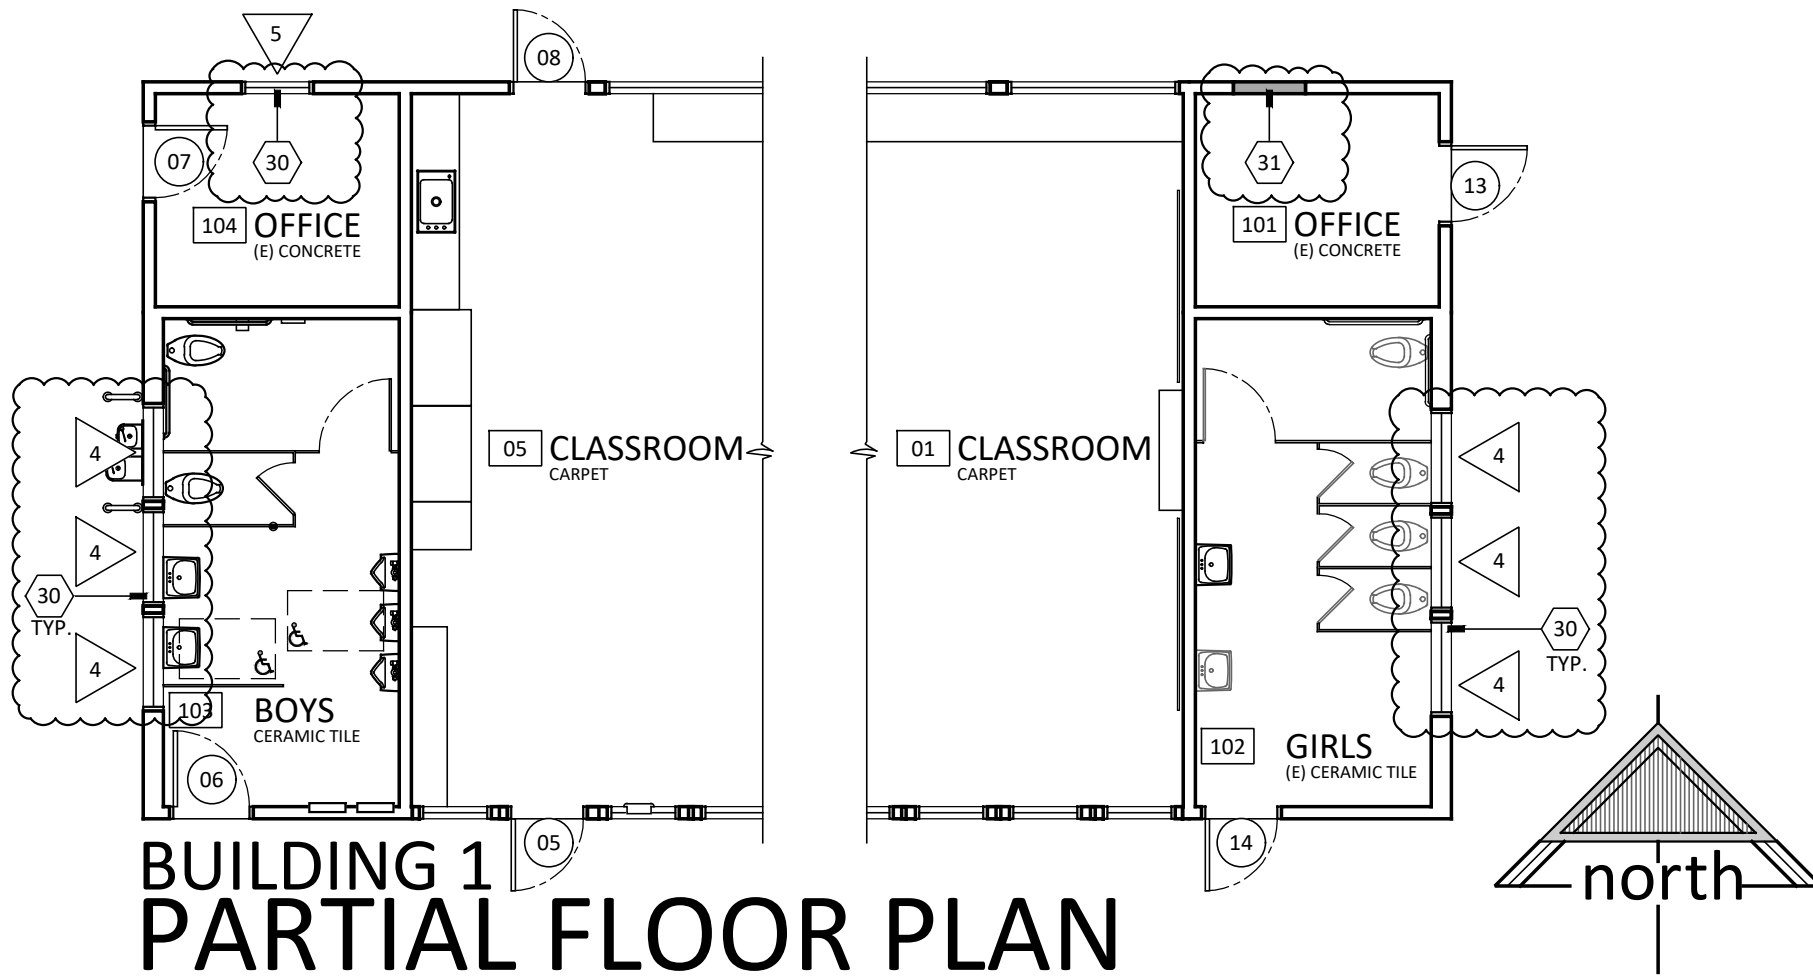 5
08
07
30
31
13
104 OFFICE
(E) CONCRETE
101 OFFICE
(E) CONCRETE
4
05 CLASSROOM
CARPET
01 CLASSROOM
CARPET
4
4
4
30
TYP.
30
TYP.
4
4
103 BOYS
CERAMIC TILE
102 GIRLS
(E) CERAMIC TILE
06
05
14
BUILDING 1
PARTIAL FLOOR PLAN
north